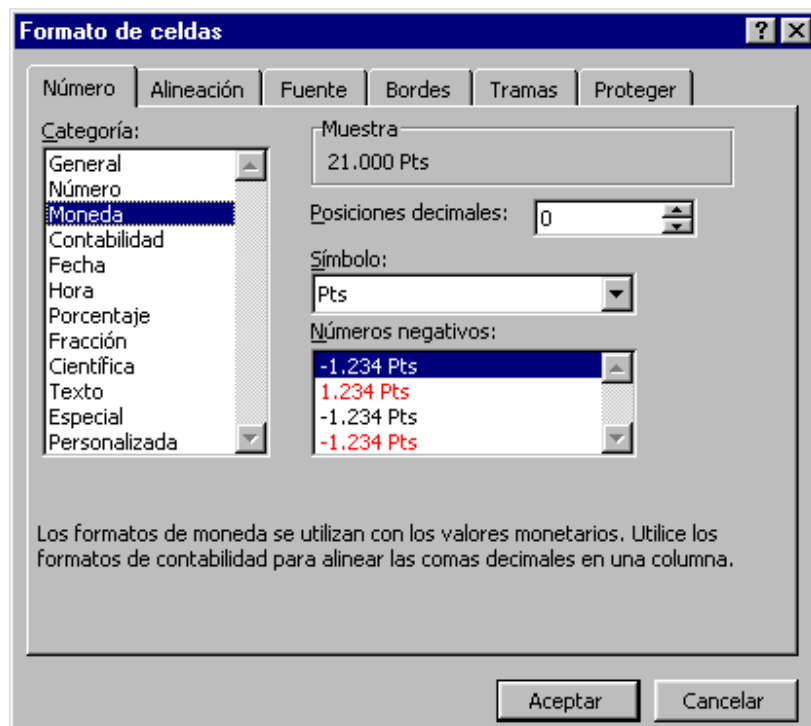 Formato de celdas
Número Alineación Fuente Bordes Tramas Proteger
Categoría:
General
Número
Moneda
Contabilidad
Fecha
Hora
Porcentaje
Fracción
Científica
Texto
Especial
Personalizada
Muestra
21.000 Pts
Posiciones decimales: 0
Símbolo:
Pts
Números negativos:
-1.234 Pts
1.234 Pts
-1.234 Pts
-1.234 Pts
Los formatos de moneda se utilizan con los valores monetarios. Utilice los
formatos de contabilidad para alinear las comas decimales en una columna.
Aceptar Cancelar